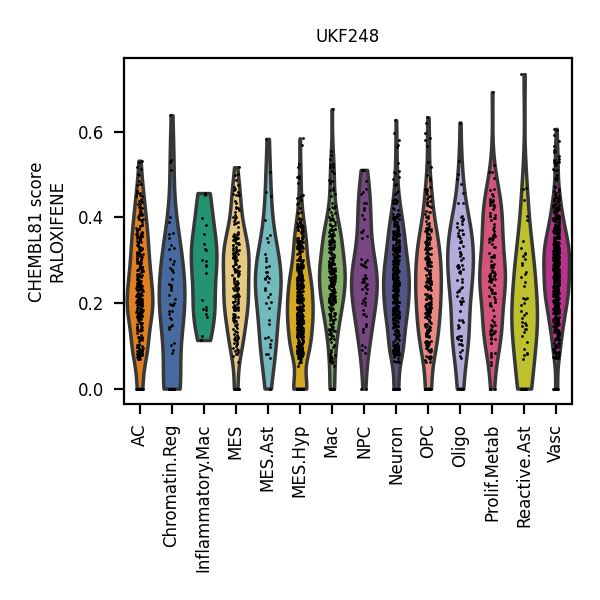 UKF248
CHEMBL81 score
RALOXIFENE
0.6
0.4
0.2
0.0
AC
Chromatin.Reg
Inflammatory.Mac
MES
MES.Ast
MES.Hyp
Mac
NPC
Neuron
OPC
Oligo
Prolif.Metab
Reactive.Ast
Vasc